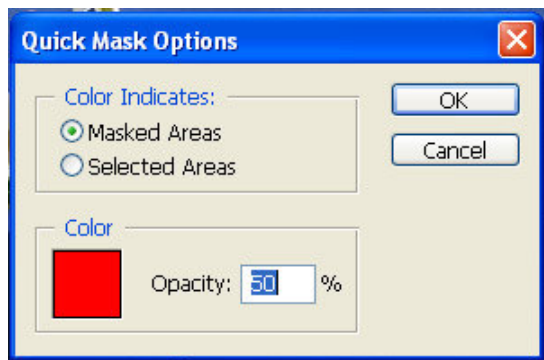 Quick Mask Options
Color Indicates:
Masked Areas
Selected Areas
OK
Cancel
Color
Opacity: 50 %